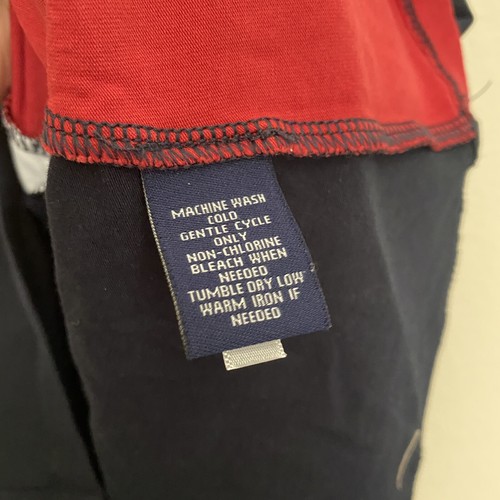 MACHINE WASH
COLD
GENTLE CYCLE
ONLY
NON-CHLORINE
BLEACH WHEN
NEEDED
TUMBLE DRY LOW
WARM IRON IF
NEEDED